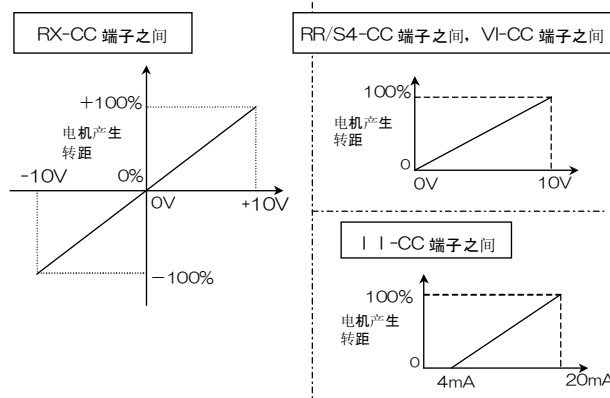 RX-CC 端子之间
+100%
电机产生
转距
-10V
0%
0V
+10V
-100%
RR/S4-CC 端子之间，VI-CC 端子之间
100%
电机产生
转距
0
0V
10V
II-CC 端子之间
100%
电机产生
转距
0
4mA
20mA